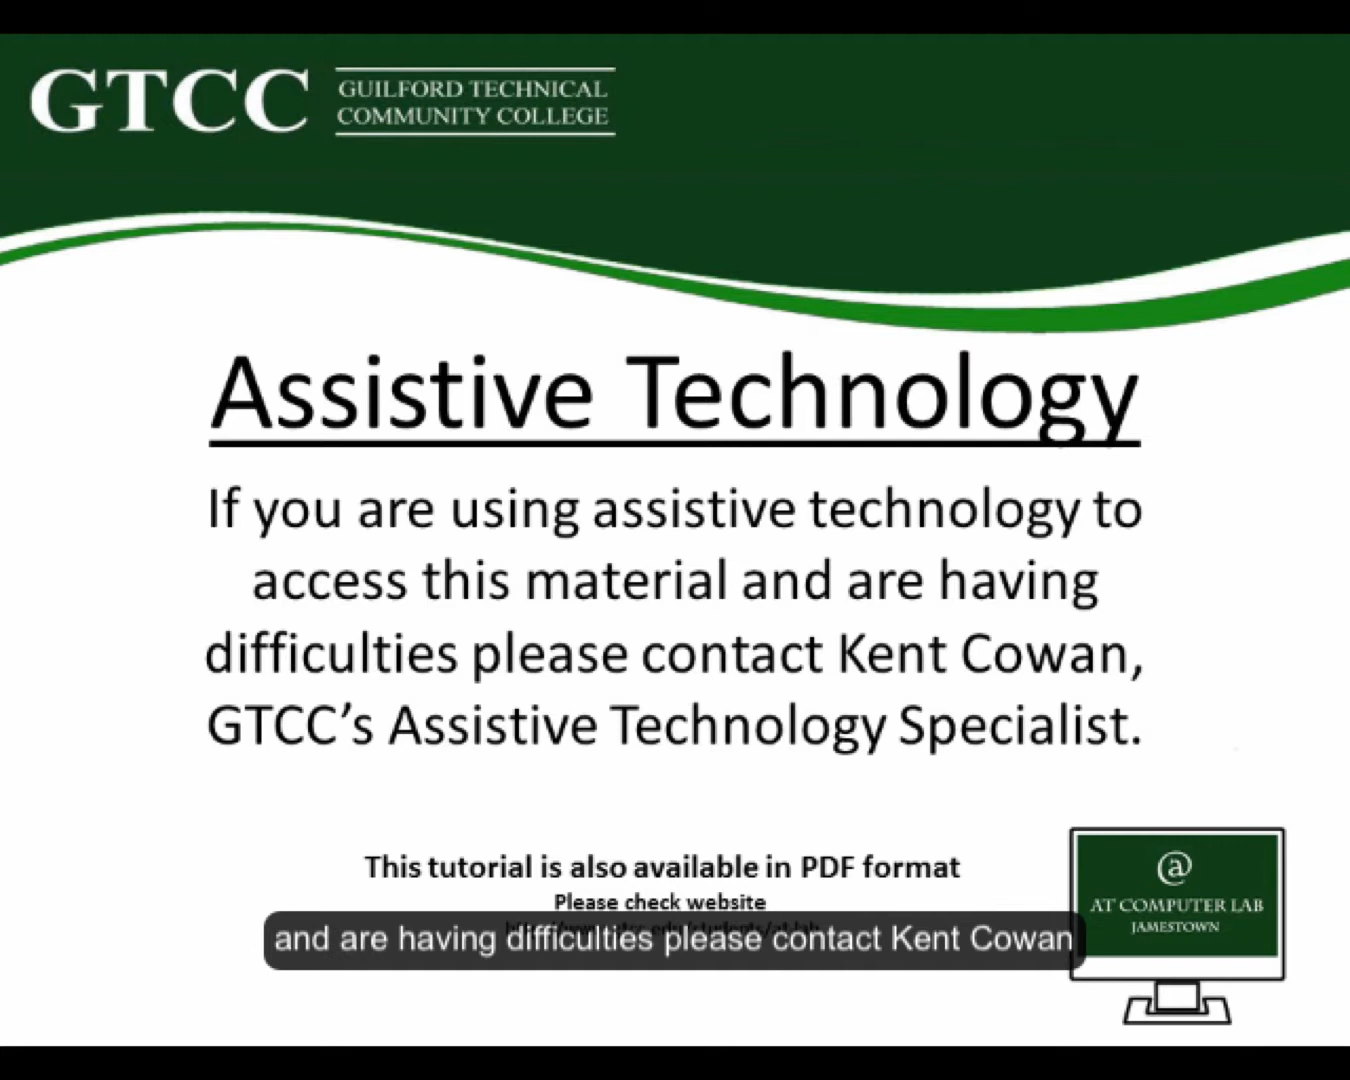 GTCC
GUILFORD TECHNICAL
COMMUNITY COLLEGE
Assistive Technology
If you are using assistive technology to
access this material and are having
difficulties please contact Kent Cowan,
GTCC’s Assistive Technology Specialist.
This tutorial is also available in PDF format
Please check website
and are having difficulties please contact Kent Cowan
@
AT COMPUTER LAB
JAMESTOWN